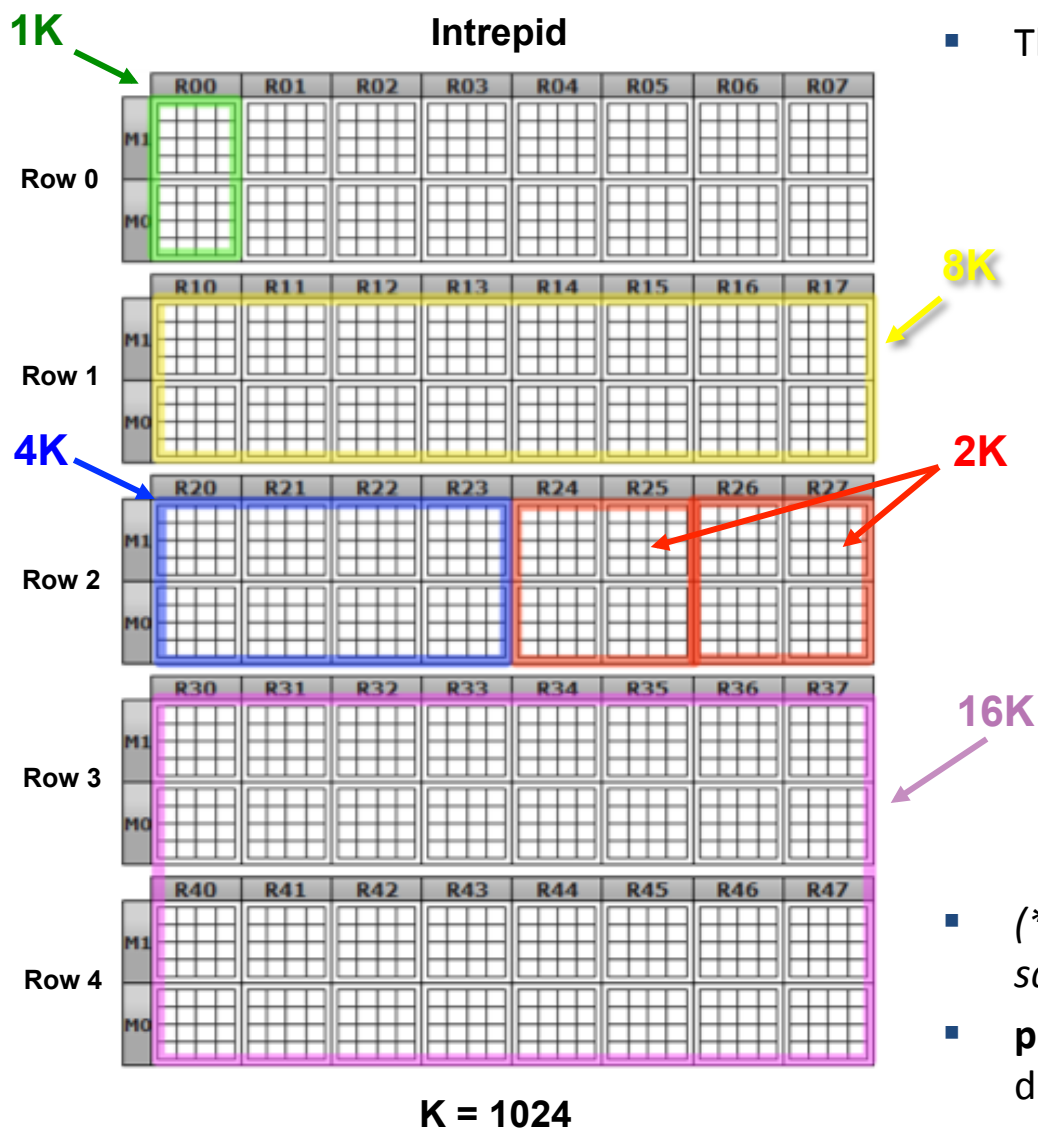 1K
Intrepid
▪ Tl
R00 R01 R02 R03 R04 R05 R06 R07
M1
Row 0
M0
8K
R10 R11 R12 R13 R14 R15 R16 R17
M1
Row 1
M0
4K
2K
R20 R21 R22 R23 R24 R25 R26 R27
M1
Row 2
M0
R30 R31 R32 R33 R34 R35 R36 R37
16K
M1
Row 3
M0
R40 R41 R42 R43 R44 R45 R46 R47
M1
▪ (*
Row 4
M0
▪ p
d
K = 1024